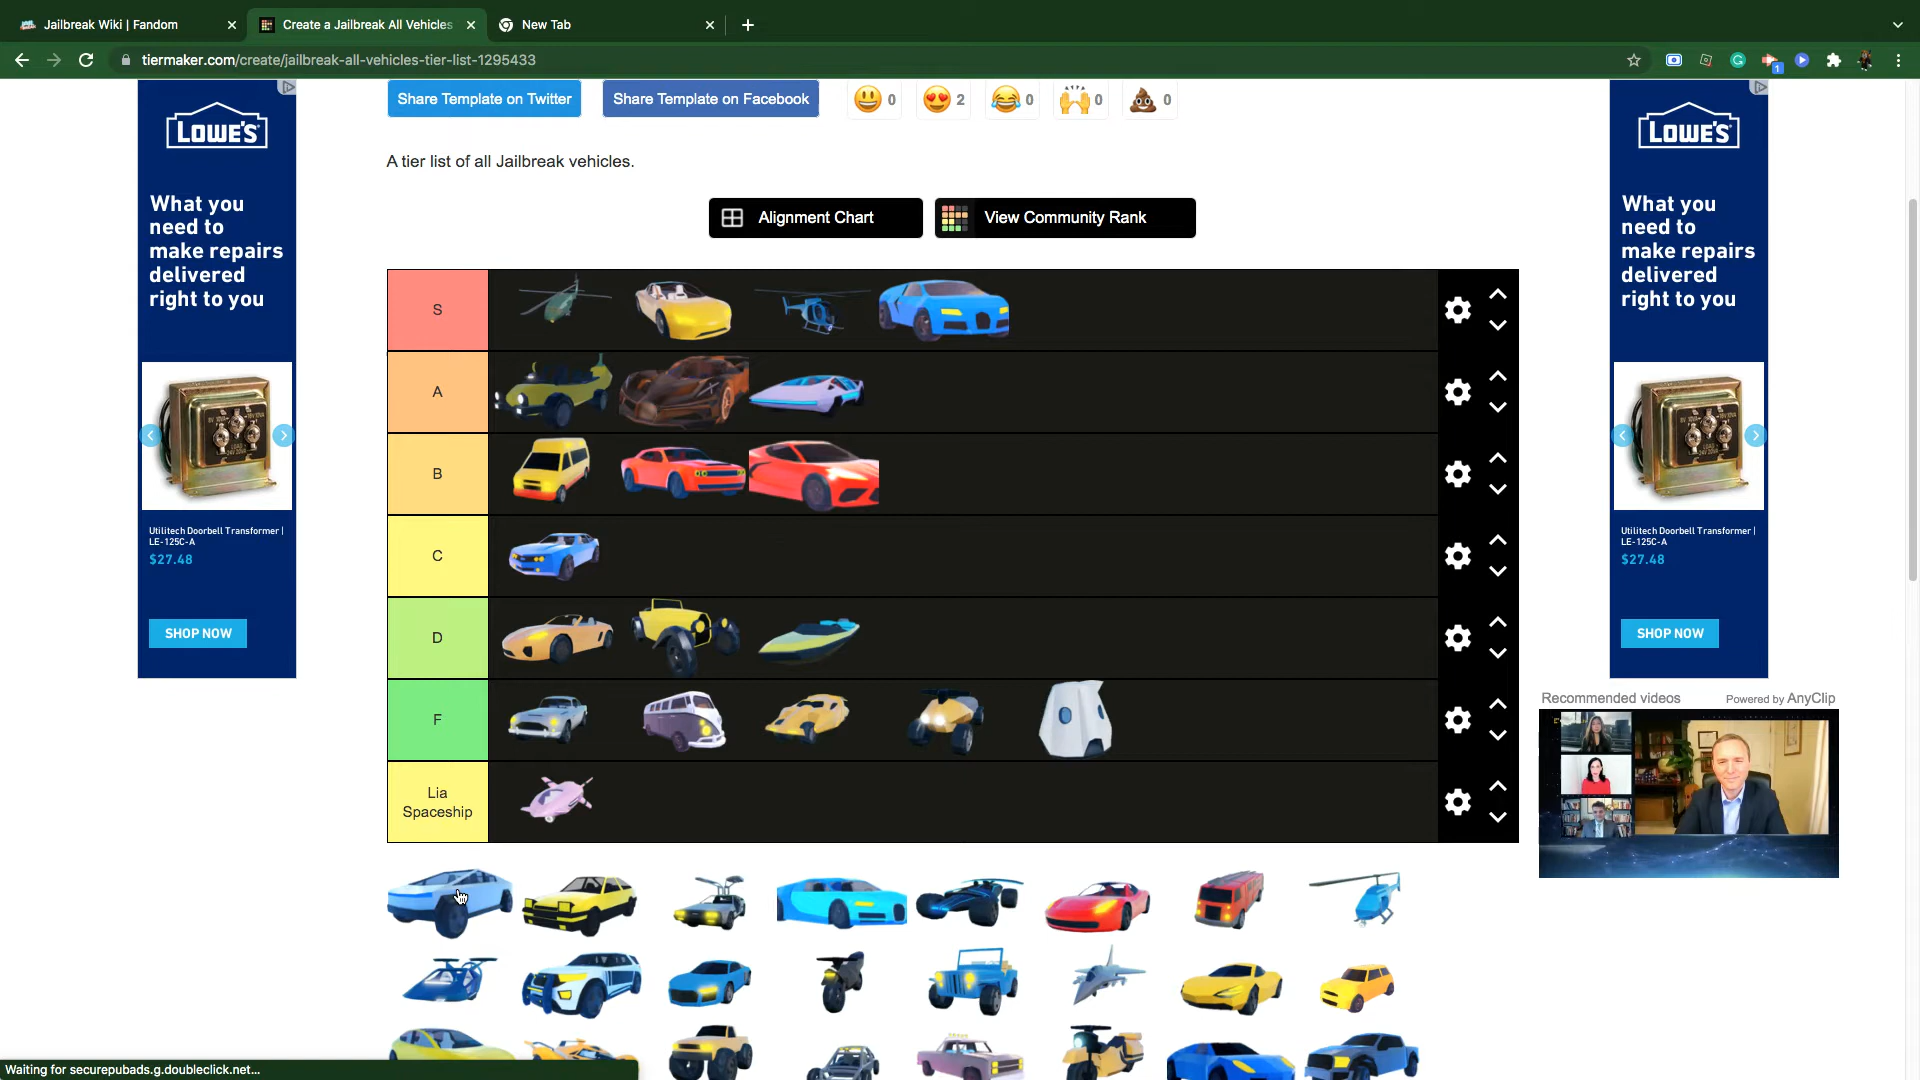 Jailbreak Wiki | Fandom
Create a Jailbreak All Vehicles
New Tab
tiermaker.com/create/jailbreak-all-vehicles-tier-list-1295433
1
Share Template on Twitter
Share Template on Facebook
0
2
0
0
0
A tier list of all Jailbreak vehicles.
Alignment Chart
View Community Rank
LOWE'S
What you
need to
make repairs
delivered
right to you
Utilitech Doorbell Transformer |
LE-125C-A
$27.48
SHOP NOW
S
A
B
C
D
F
Lia
Spaceship
LOWE'S
What you
need to
make repairs
delivered
right to you
Utilitech Doorbell Transformer |
LE-125C-A
$27.48
SHOP NOW
Recommended videos
Powered by AnyClip
Waiting for securepubads.g.doubleclick.net...